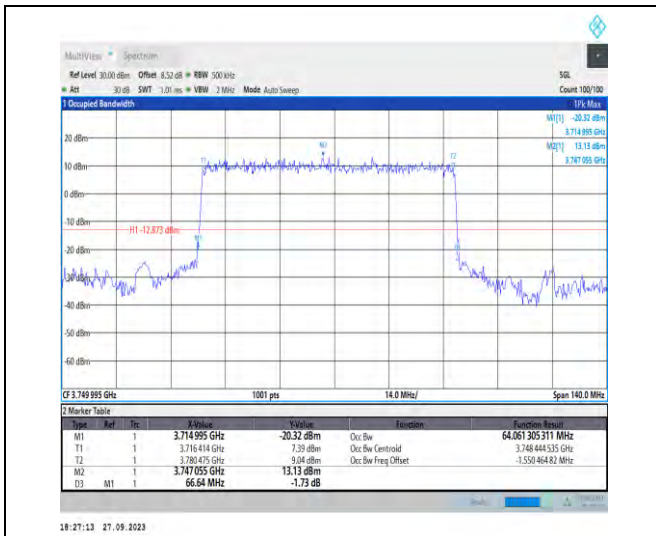 MultiView Spectrum
Ref Level 30.00 dBm Offset 8.52 dB RBW 500 kHz SGL
Att 30 dB SWT 1.01 ms VBW 2 MHz Mode Auto Sweep Count 100/100
1 Occupied Bandwidth 1Pk Max
M1[1] -20.32 dBm
3.714 995 GHz
M2[1] 13.13 dBm
3.747 055 GHz
20 dBm
M2
T1
T2
10 dBm
0 dBm
-10 dBm
H1 -12.873 dBm
M1
-20 dBm
-40 dBm
-50 dBm
-60 dBm
CF 3.749 995 GHz 1001 pts 14.0 MHz/ Span 140.0 MHz
2 Marker Table
Type Ref Trc X-Value Y-Value Function Function Result
M1 1 3.714 995 GHz -20.32 dBm Occ Bw 64.061 305 311 MHz
T1 1 3.716 414 GHz 7.39 dBm Occ Bw Centroid 3.748 444 535 GHz
T2 1 3.780 475 GHz 9.04 dBm Occ Bw Freq Offset -1.550 464 82 MHz
M2 1 3.747 055 GHz 13.13 dBm
D3 M1 1 66.64 MHz -1.73 dB
18:27:13 27.09.2023